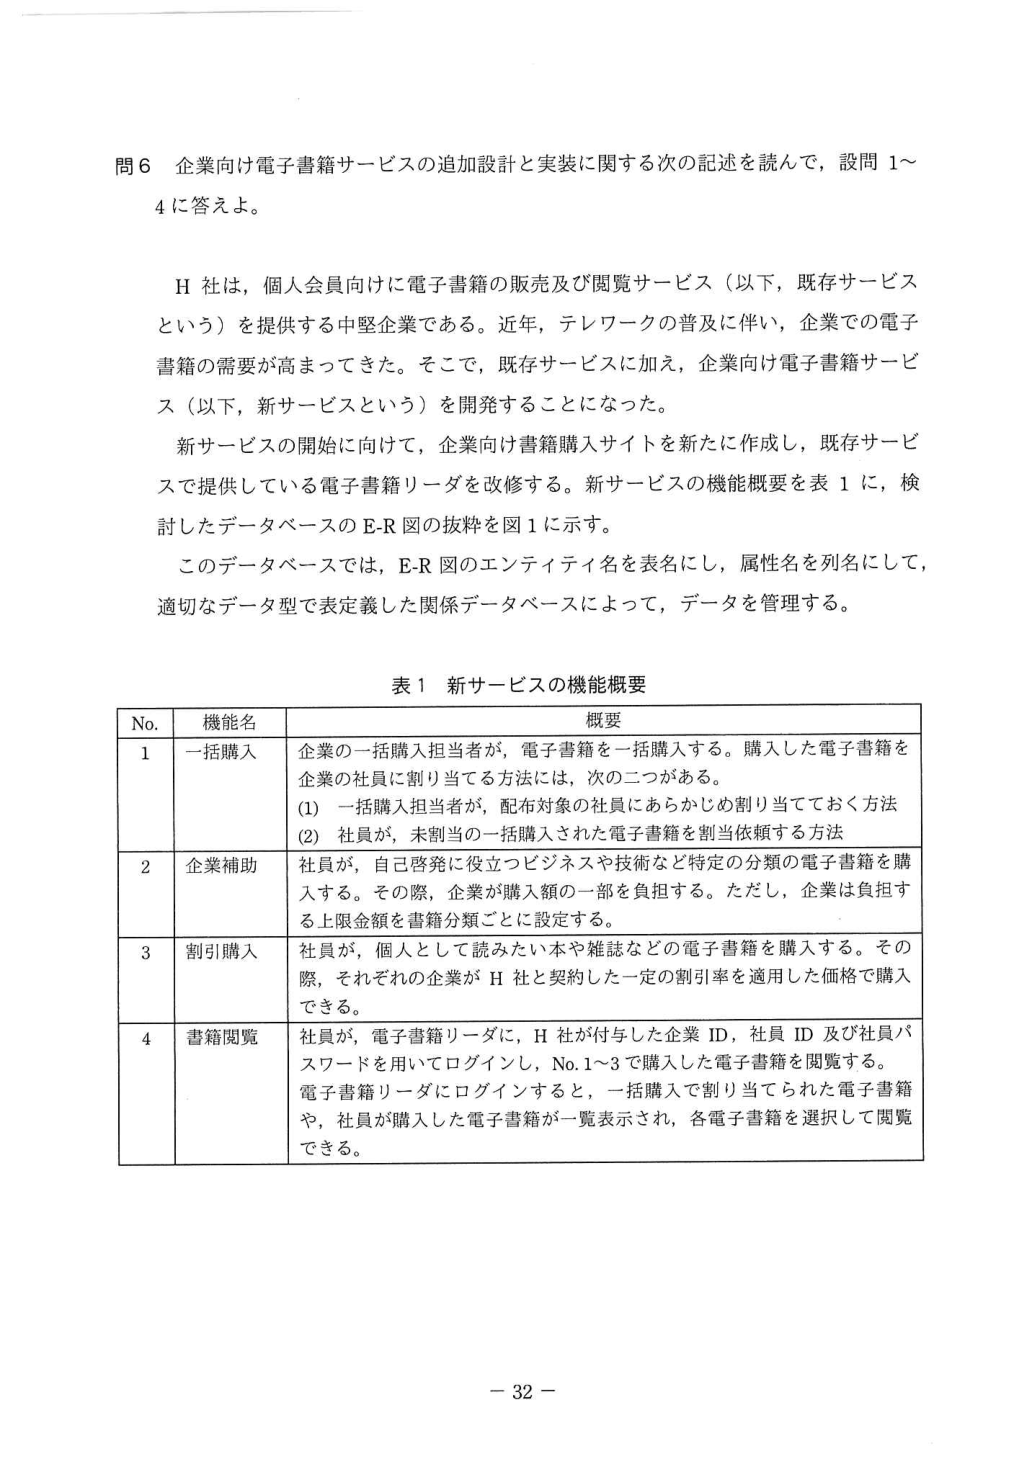 問6　企業向け電子書籍サービスの追加設計と実装に関する次の記述を読んで，設問 1～
4 に答えよ。
H 社は，個人会員向けに電子書籍の販売及び閲覧サービス（以下，既存サービス
という）を提供する中堅企業である。近年，テレワークの普及に伴い，企業での電子
書籍の需要が高まってきた。そこで，既存サービスに加え，企業向け電子書籍サービ
ス（以下，新サービスという）を開発することになった。
新サービスの開始に向けて，企業向け書籍購入サイトを新たに作成し，既存サービ
スで提供している電子書籍リーダを改修する。新サービスの機能概要を表 1 に，検
討したデータベースの E-R 図の抜粋を図 1 に示す。
このデータベースでは，E-R 図のエンティティ名を表名にし，属性名を列名にして，
適切なデータ型で表定義した関係データベースによって，データを管理する。
表 1　新サービスの機能概要
No. 機能名 概要
1 一括購入 企業の一括購入担当者が，電子書籍を一括購入する。購入した電子書籍を
企業の社員に割り当てる方法には，次の二つがある。
(1)　一括購入担当者が，配布対象の社員にあらかじめ割り当てておく方法
(2)　社員が，未割当の一括購入された電子書籍を割当依頼する方法
2 企業補助 社員が，自己啓発に役立つビジネスや技術など特定の分類の電子書籍を購
入する。その際，企業が購入額の一部を負担する。ただし，企業は負担す
る上限金額を書籍分類ごとに設定する。
3 割引購入 社員が，個人として読みたい本や雑誌などの電子書籍を購入する。その
際，それぞれの企業が H 社と契約した一定の割引率を適用した価格で購入
できる。
4 書籍閲覧 社員が，電子書籍リーダに，H 社が付与した企業 ID，社員 ID 及び社員パ
スワードを用いてログインし，No. 1～3 で購入した電子書籍を閲覧する。
電子書籍リーダにログインすると，一括購入で割り当てられた電子書籍
や，社員が購入した電子書籍が一覧表示され，各電子書籍を選択して閲覧
できる。
－ 32 －